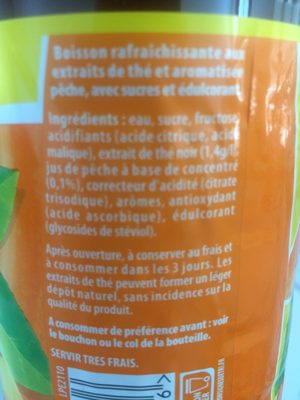 Boisson rafraichissante aux
extraits de thé et aromatisée
pêche, avec sucres et édulcorant.
Ingrédients : eau, sucre, fructose,
acidifiants (acide citrique, acide
malique), extrait de thé noir (1,4g/l),
jus de pêche à base de concentré
(0,1%), correcteur d'acidité (citrate
trisodique), arômes, antioxydant
(acide ascorbique), édulcorant
(glycosides de stéviol).
Après ouverture, à conserver au frais et
à consommer dans les 3 jours. Les
extraits de thé peuvent former un léger
dépôt naturel, sans incidence sur la
qualité du produit.
A consommer de préférence avant : voir
le bouchon ou le col de la bouteille.
SERVIR TRES FRAIS.
LPE2110